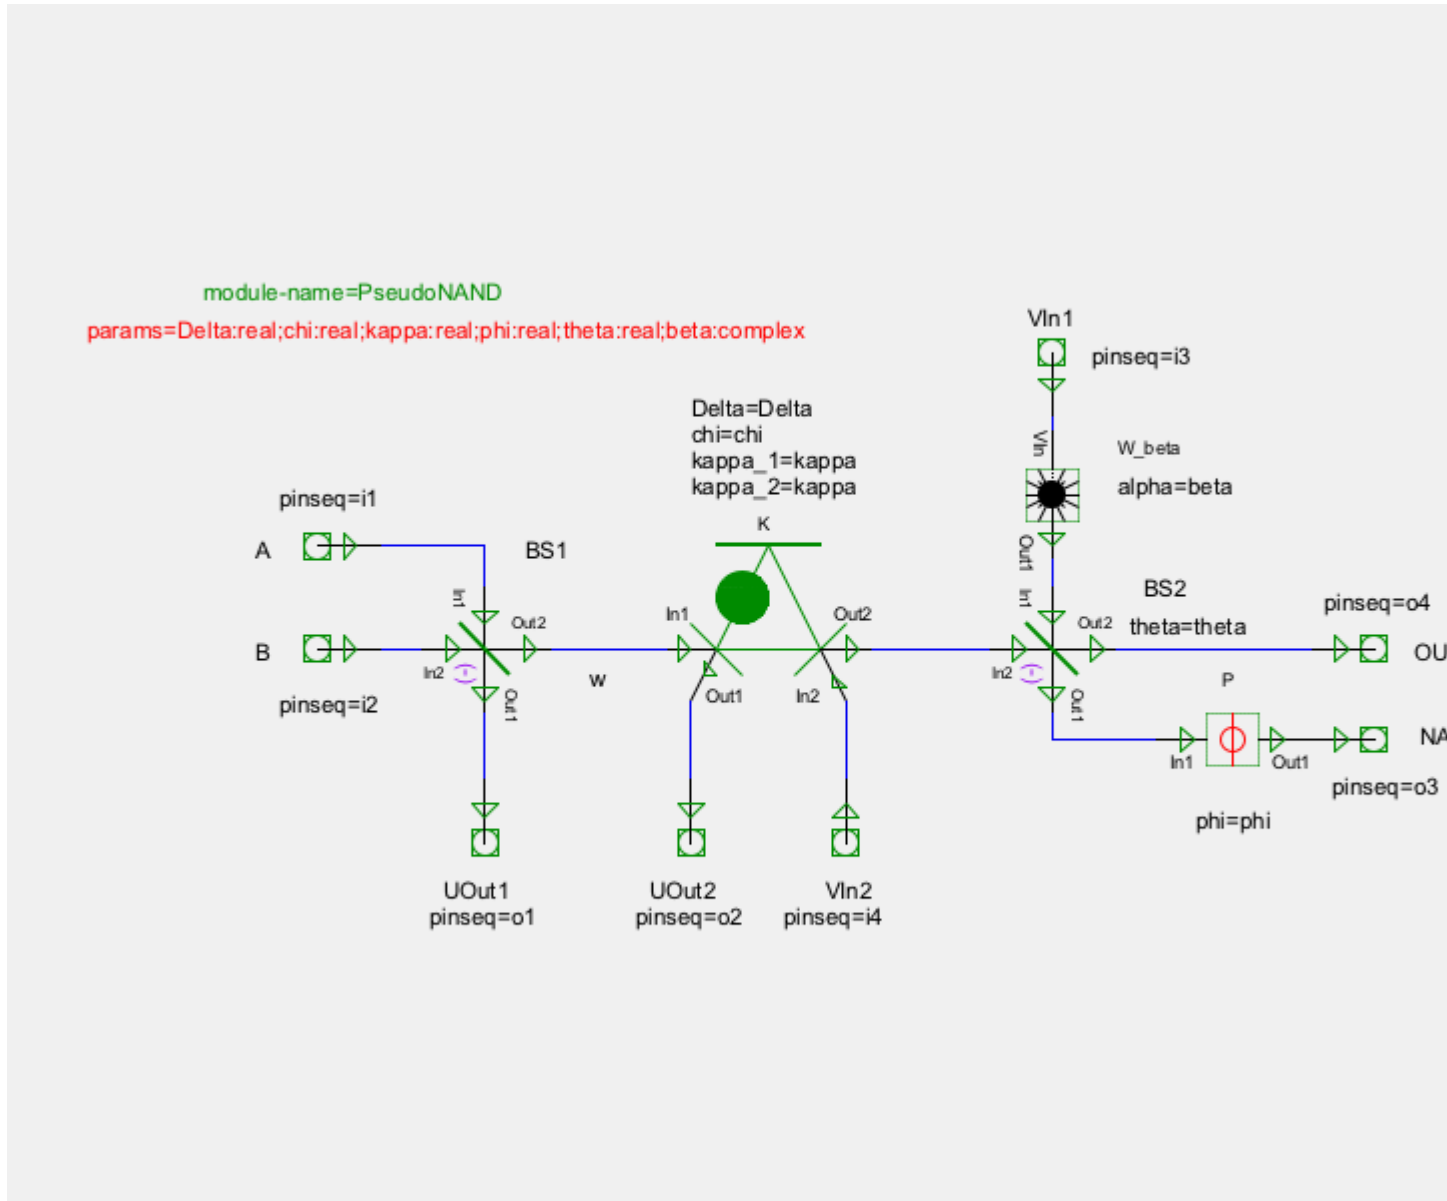 module-name=PseudoNAND
params=Delta:real;chi:real;kappa:real;phi:real;theta:real;beta:complex
VIn1
pinseq=i3
Delta=Delta
chi=chi
kappa_1=kappa
kappa_2=kappa
VIn
W_beta
alpha=beta
pinseq=i1
K
A
BS1
Out1
BS2
In1
In1
In1
Out2
Out2
Out2
theta=theta
pinseq=o4
B
In2
w
Out1
Out1
In2
In2
Out1
P
OU
pinseq=i2
In1
Out1
NA
pinseq=o3
phi=phi
UOut1
pinseq=o1
UOut2
pinseq=o2
VIn2
pinseq=i4